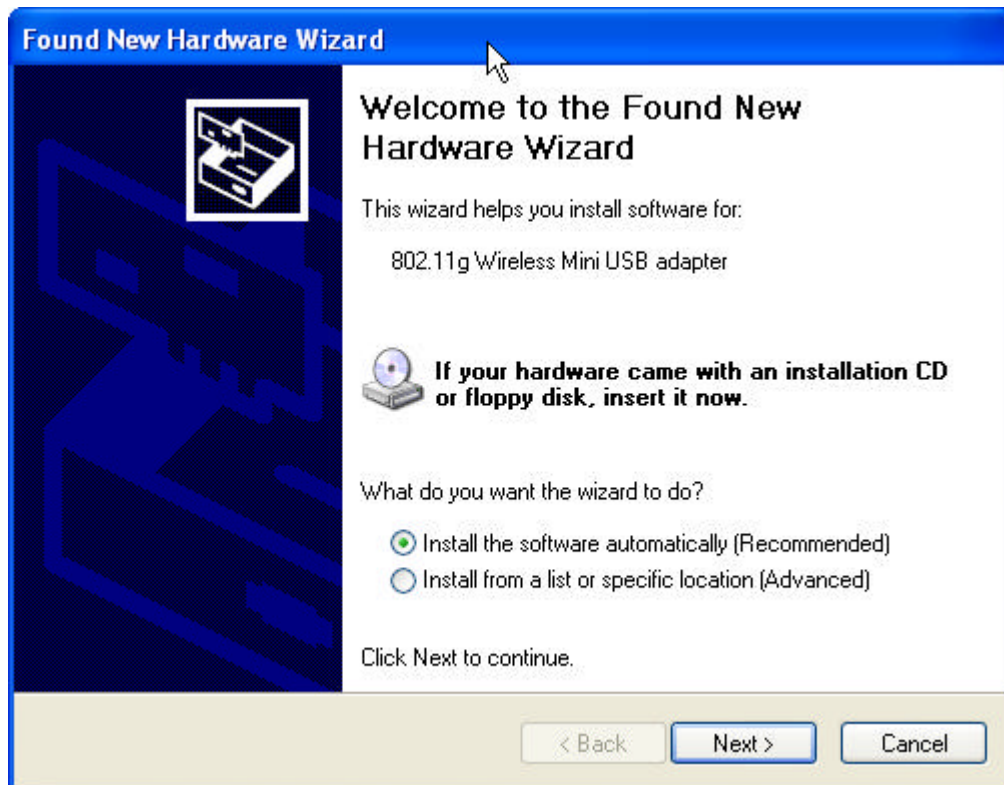 Found New Hardware Wizard
Welcome to the Found New
Hardware Wizard
This wizard helps you install software for:
802.11g Wireless Mini USB adapter
If your hardware came with an installation CD
or floppy disk, insert it now.
What do you want the wizard to do?
Install the software automatically (Recommended)
Install from a list or specific location (Advanced)
Click Next to continue.
< Back Next > Cancel